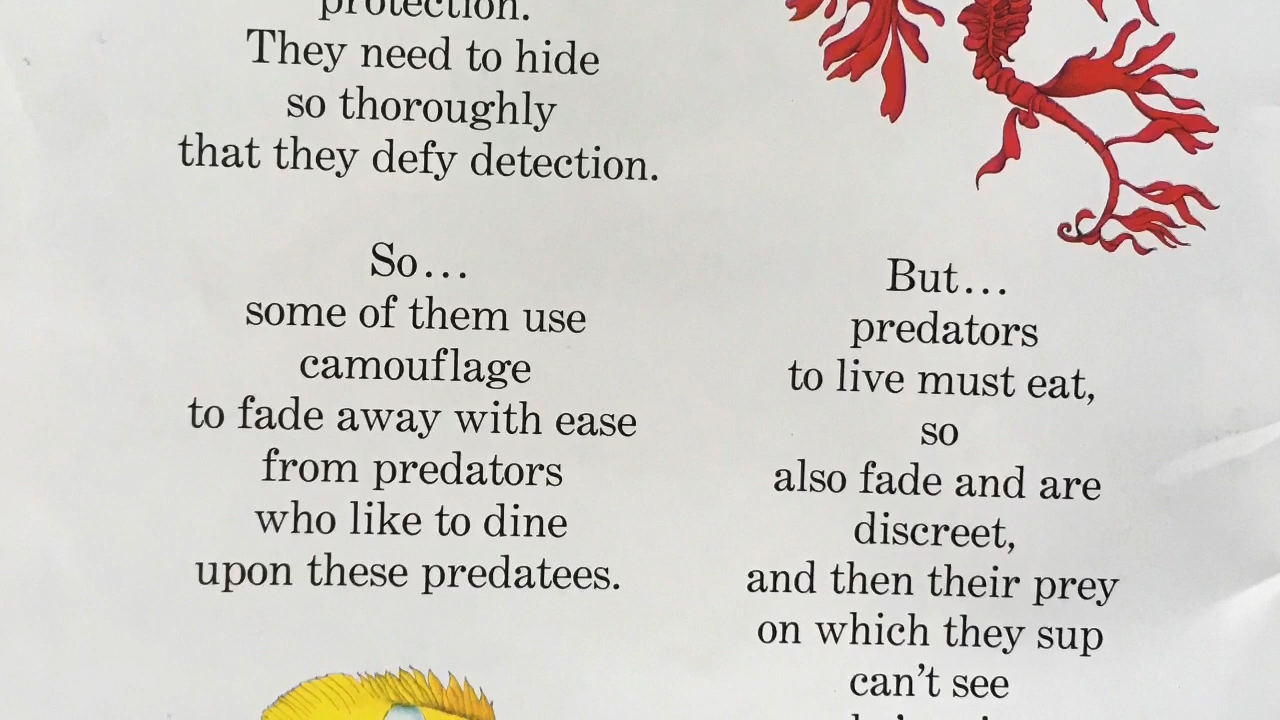 protection.
They need to hide
so thoroughly
that they defy detection.
So...
some of them use
camouflage
to fade away with ease
from predators
who like to dine
upon these predatees.
But...
predators
to live must eat,
so
also fade and are
discreet,
and then their prey
on which they sup
can't see